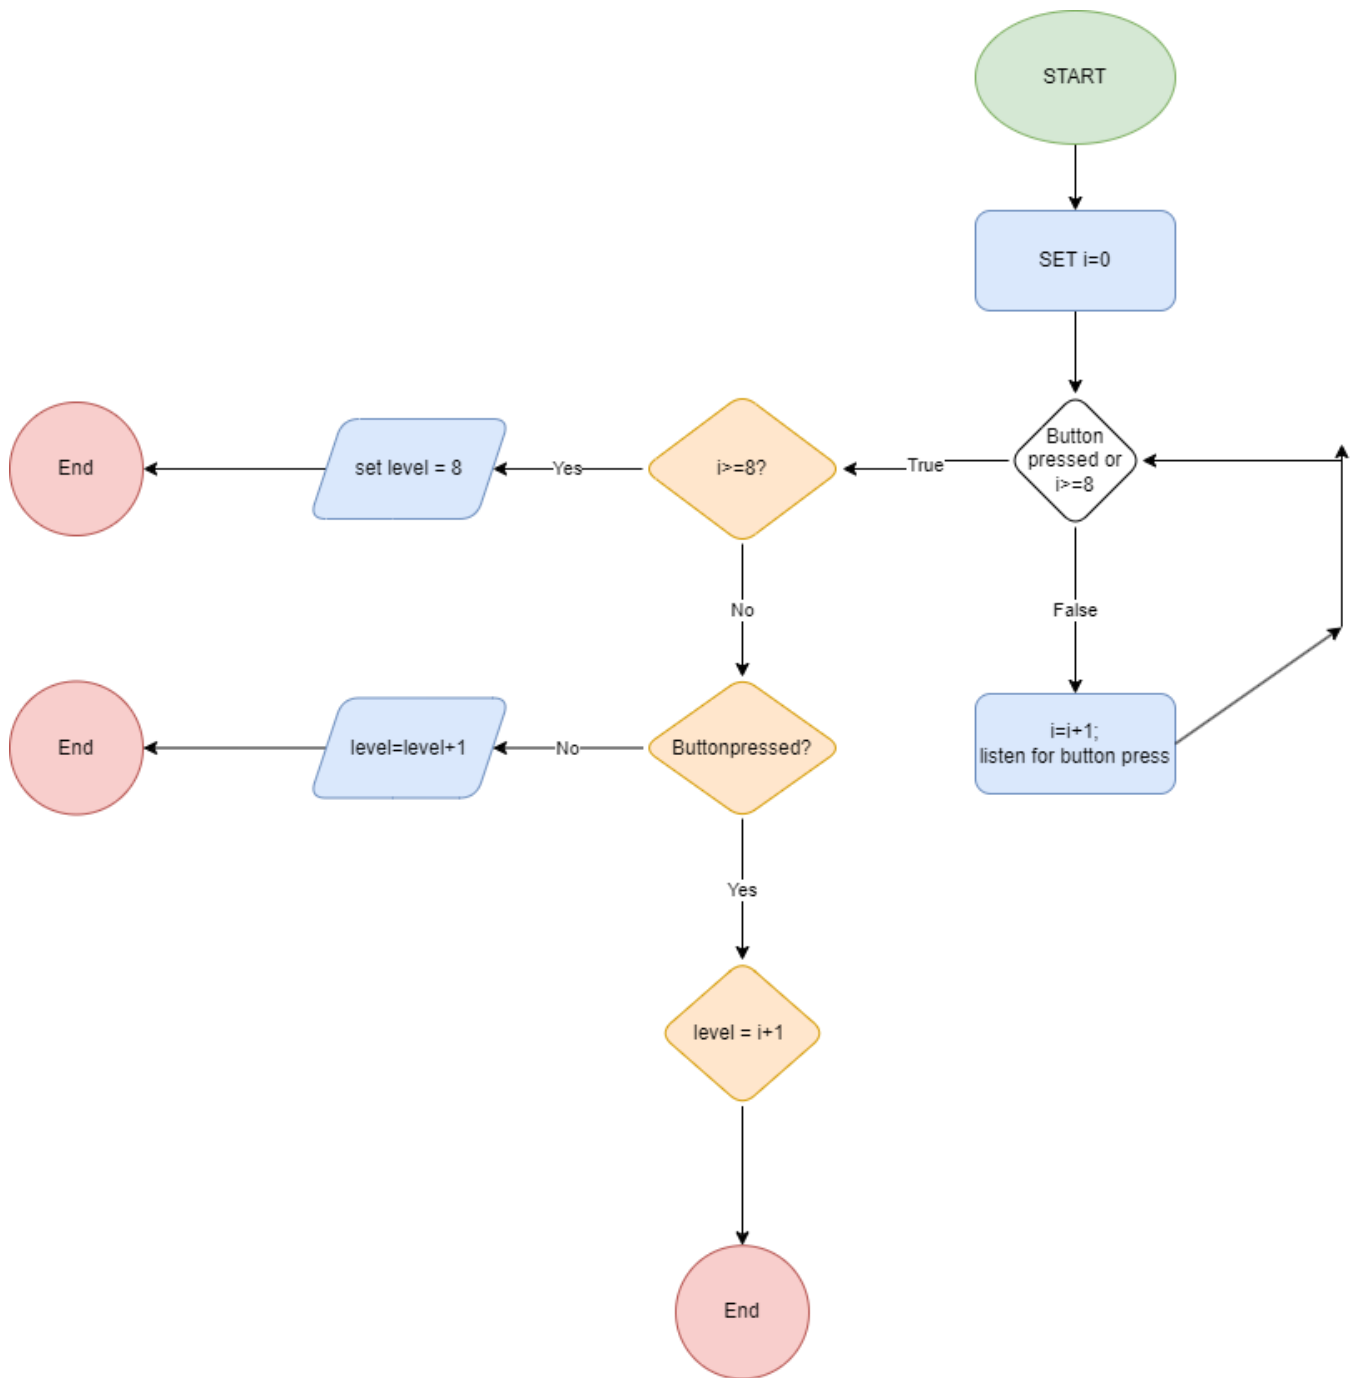 START
SET i=0
Button
pressed or
i>=8
True
i>=8?
Yes
set level = 8
End
No
False
i=i+1;
listen for button press
Buttonpressed?
No
level=level+1
End
Yes
level = i+1
End